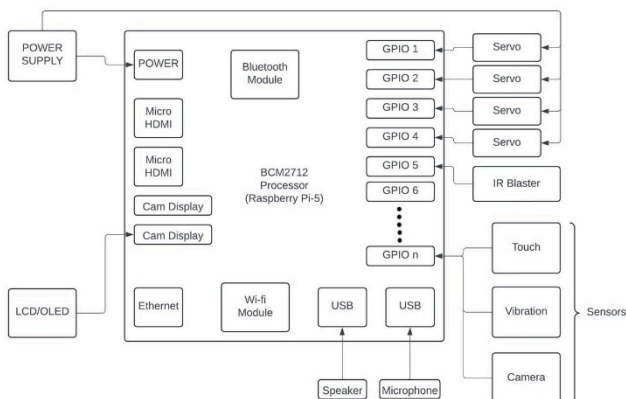 POWER
SUPPLY
POWER
Bluetooth
Module
GPIO 1
Servo
GPIO 2
Servo
Micro
HDMI
GPIO 3
Servo
GPIO 4
Servo
Micro
HDMI
BCM2712
Processor
(Raspberry Pi-5)
GPIO 5
IR Blaster
GPIO 6
Cam Display
Cam Display
GPIO n
Touch
LCD/OLED
Ethernet
Wi-fi
Module
USB
USB
Vibration
Sensors
Camera
Speaker
Microphone